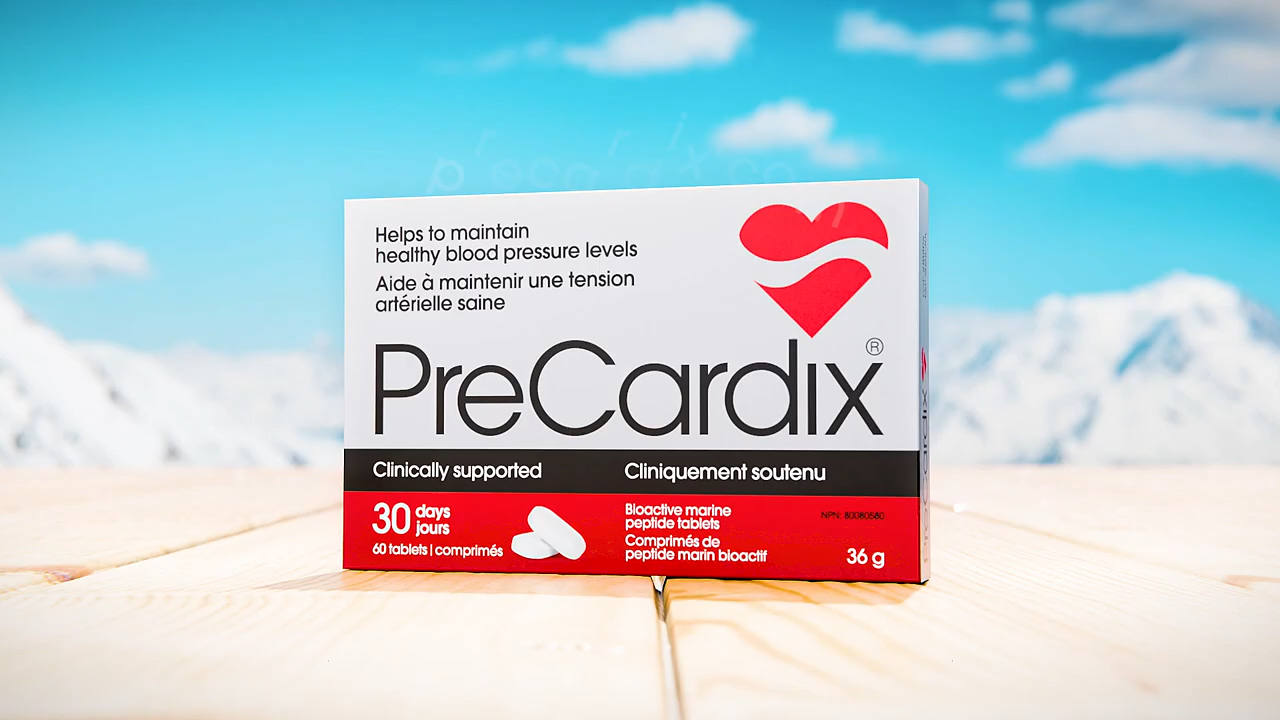 Helps to maintain
healthy blood pressure levels
Aide à maintenir une tension
artérielle saine
PreCardix®
Clinically supported
Cliniquement soutenu
30 days
jours
60 tablets | comprimés
Bioactive marine
peptide tablets
Comprimés de
peptide marin bioactif
NPN: 80080580
36 g
PreCardix